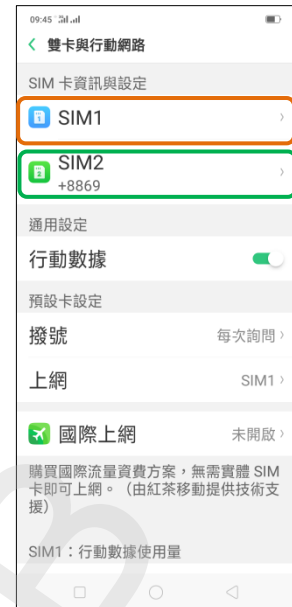 09:45
雙卡與行動網路
SIM 卡資訊與設定
SIM1
SIM2
+8869
通用設定
行動數據
預設卡設定
撥號 每次詢問
上網 SIM1
國際上網 未開啟
購買國際流量資費方案，無需實體 SIM
卡即可上網。（由紅茶移動提供技術支
援）
SIM1：行動數據使用量